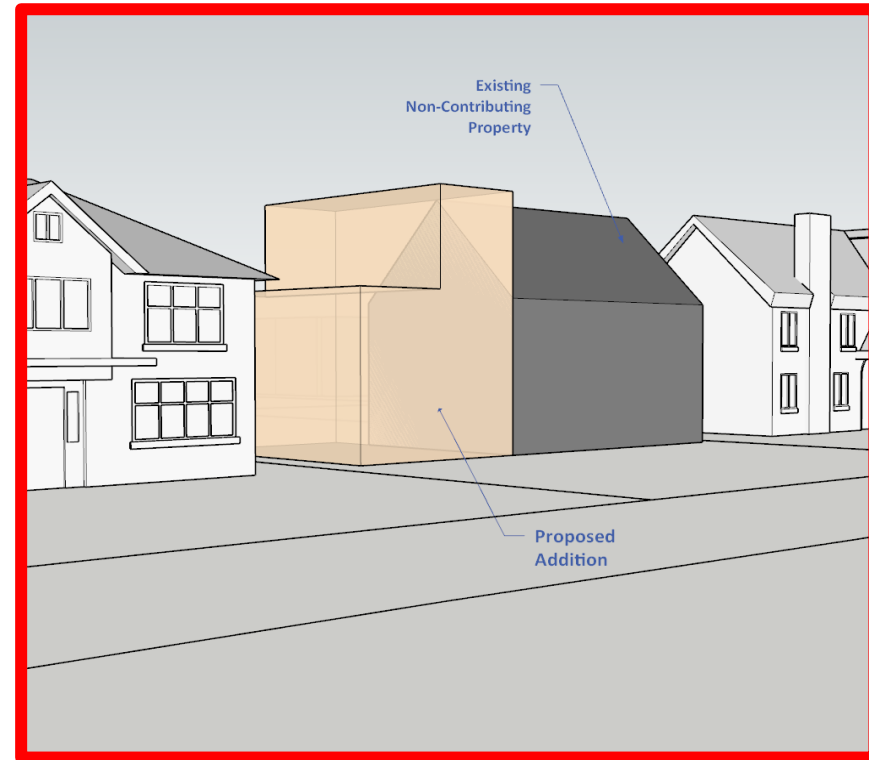 Existing
Non-Contributing
Property
Proposed
Addition